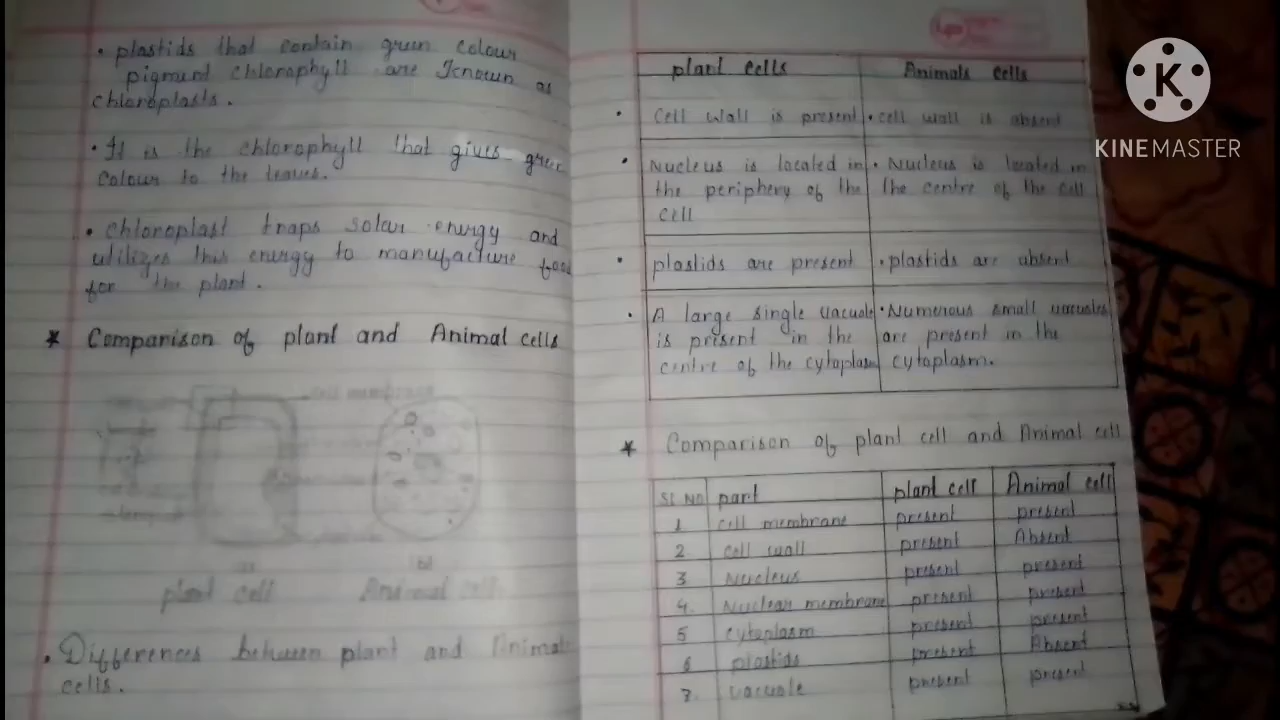 • plastids that contain green colour
pigment chlorophyll are known as
chloroplasts.
• It is the chlorophyll that gives green
colour to the leaves.
• chloroplast traps solar energy and
utilizes this energy to manufacture food
for the plant.
* Comparison of plant and Animal cells
cell membrane
(a)
(b)
plant cell
Animal cell
• Differences between plant and Animal
cells.
plant cells
Animals cells
• Cell wall is present
• cell wall is absent
• Nucleus is located in
the periphery of the
cell
• Nucleus is located in
the centre of the cell
• plastids are present
• plastids are absent
• A large single vacuole
is present in the
centre of the cytoplasm
• Numerous small vacuoles
are present in the
cytoplasm.
* Comparison of plant cell and Animal cell
Sl. No part plant cell Animal cell
1 cell membrane present present
2. cell wall present Absent
3 Nucleus present present
4. Nuclear membrane present present
5 cytoplasm present present
6 plastids present Absent
7. vacuole present present
K
KINEMASTER